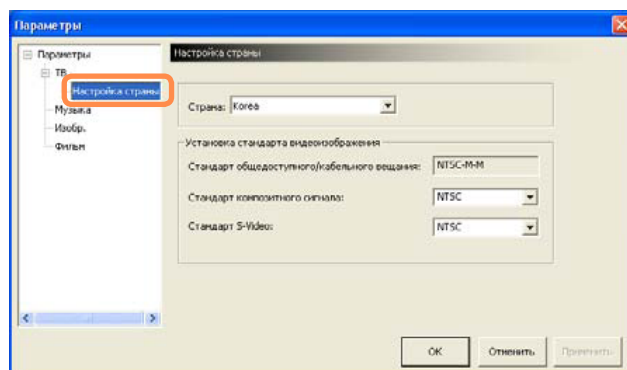 Параметры
Параметры
ТВ
Настройка страны
Музыка
Изобр.
Фильм
Настройка страны
Страна: Korea
Установка стандарта видеоизображения
Стандарт общедоступного/кабельного вещания: NTSC-M-M
Стандарт композитного сигнала: NTSC
Стандарт S-Video: NTSC
OK Отменить Применить